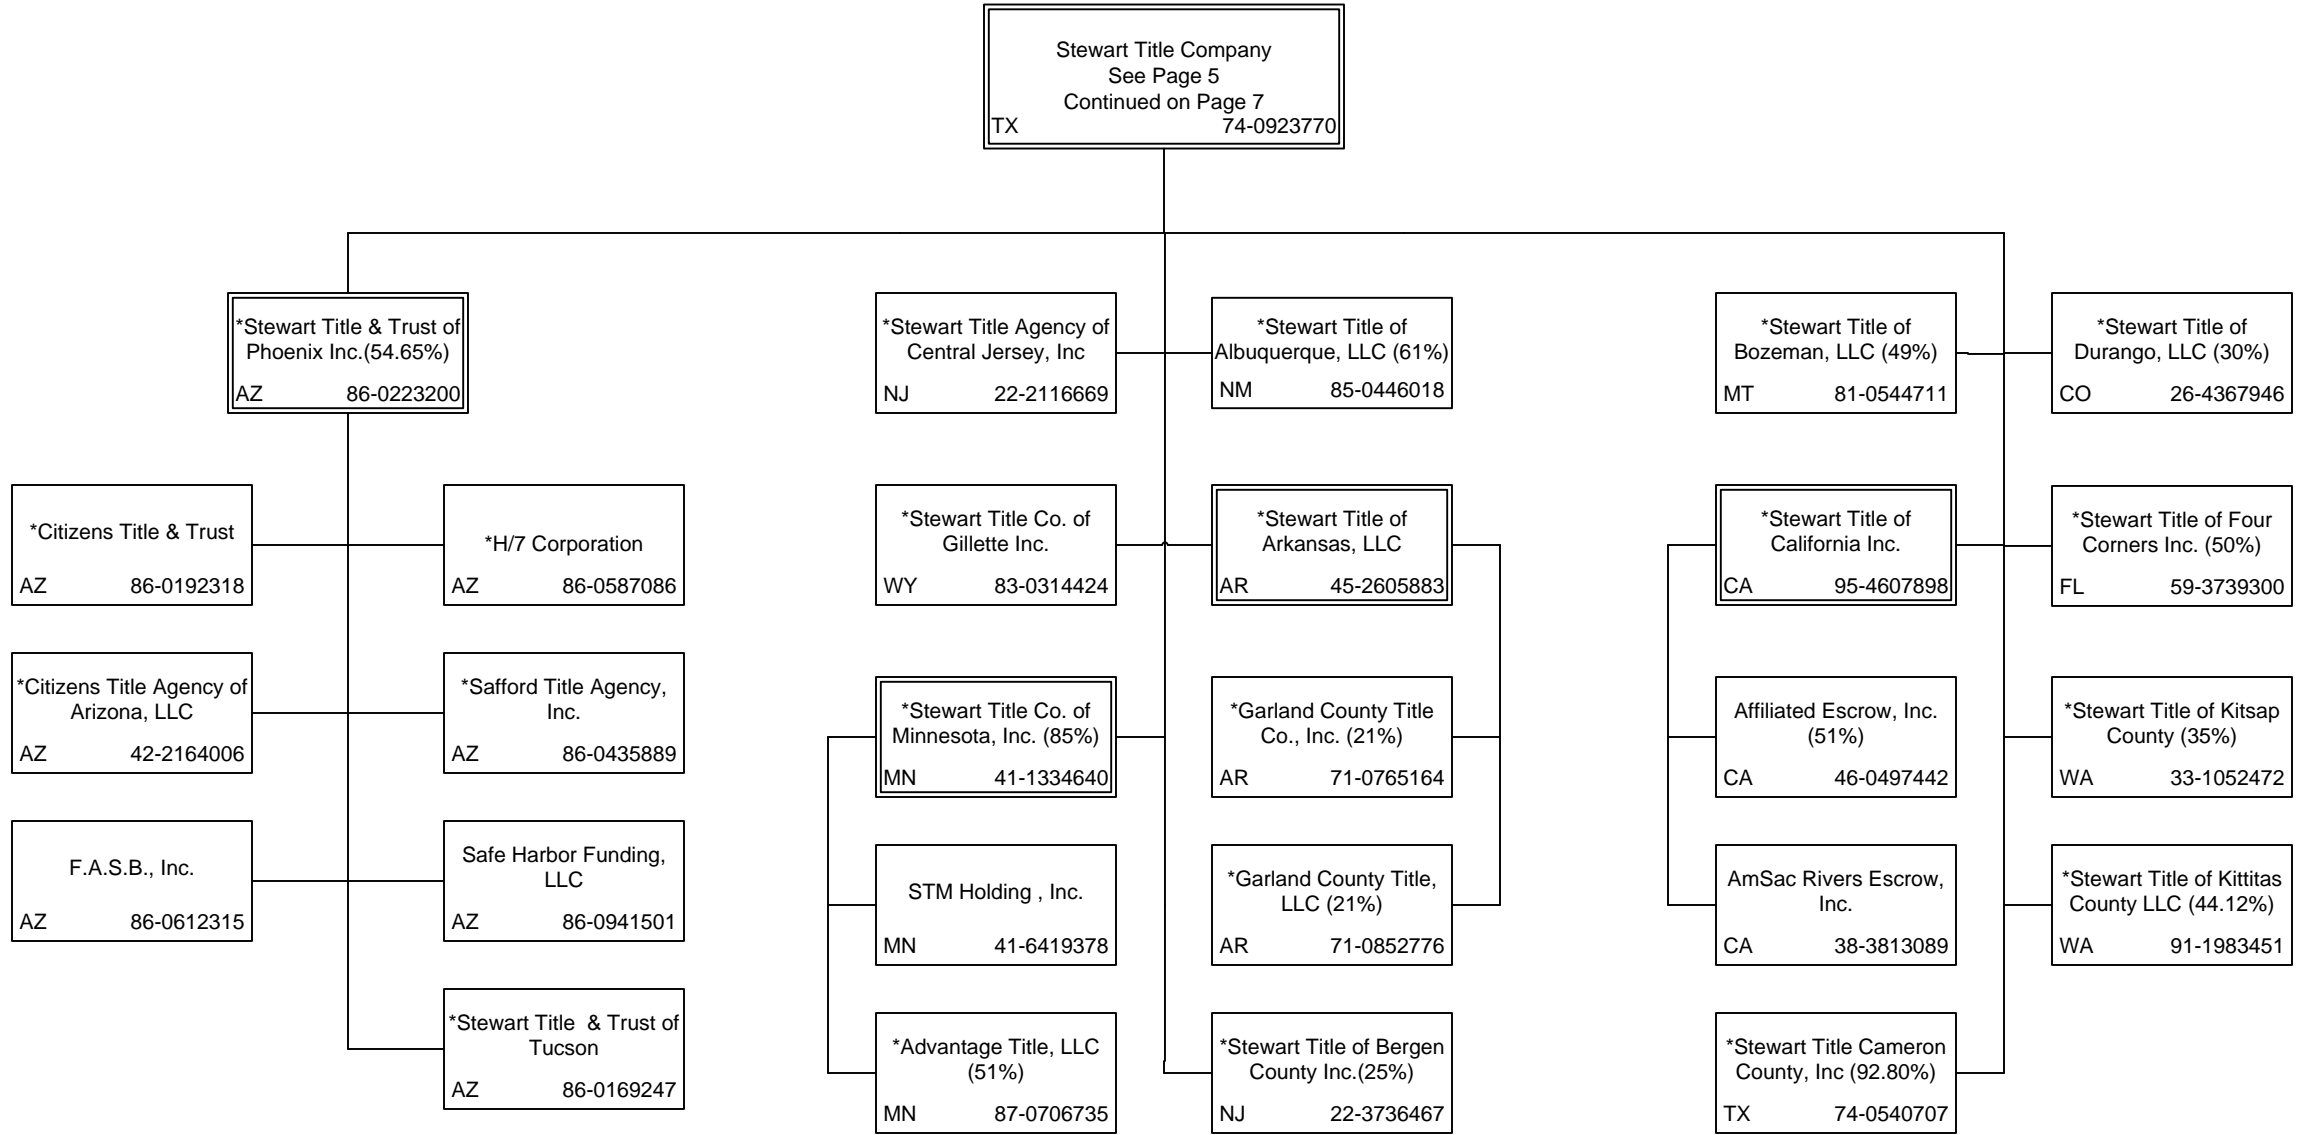 Stewart Title Company
See Page 5
Continued on Page 7
TX 74-0923770
*Stewart Title & Trust of
Phoenix Inc.(54.65%)
AZ 86-0223200
*Citizens Title & Trust
AZ 86-0192318
*H/7 Corporation
AZ 86-0587086
*Citizens Title Agency of
Arizona, LLC
AZ 42-2164006
*Safford Title Agency,
Inc.
AZ 86-0435889
F.A.S.B., Inc.
AZ 86-0612315
Safe Harbor Funding,
LLC
AZ 86-0941501
*Stewart Title & Trust of
Tucson
AZ 86-0169247
*Stewart Title Agency of
Central Jersey, Inc
NJ 22-2116669
*Stewart Title of
Albuquerque, LLC (61%)
NM 85-0446018
*Stewart Title Co. of
Gillette Inc.
WY 83-0314424
*Stewart Title of
Arkansas, LLC
AR 45-2605883
*Stewart Title Co. of
Minnesota, Inc. (85%)
MN 41-1334640
*Garland County Title
Co., Inc. (21%)
AR 71-0765164
STM Holding , Inc.
MN 41-6419378
*Garland County Title,
LLC (21%)
AR 71-0852776
*Advantage Title, LLC
(51%)
MN 87-0706735
*Stewart Title of Bergen
County Inc.(25%)
NJ 22-3736467
*Stewart Title of
Bozeman, LLC (49%)
MT 81-0544711
*Stewart Title of
Durango, LLC (30%)
CO 26-4367946
*Stewart Title of
California Inc.
CA 95-4607898
*Stewart Title of Four
Corners Inc. (50%)
FL 59-3739300
Affiliated Escrow, Inc.
(51%)
CA 46-0497442
*Stewart Title of Kitsap
County (35%)
WA 33-1052472
AmSac Rivers Escrow,
Inc.
CA 38-3813089
*Stewart Title of Kittitas
County LLC (44.12%)
WA 91-1983451
*Stewart Title Cameron
County, Inc (92.80%)
TX 74-0540707